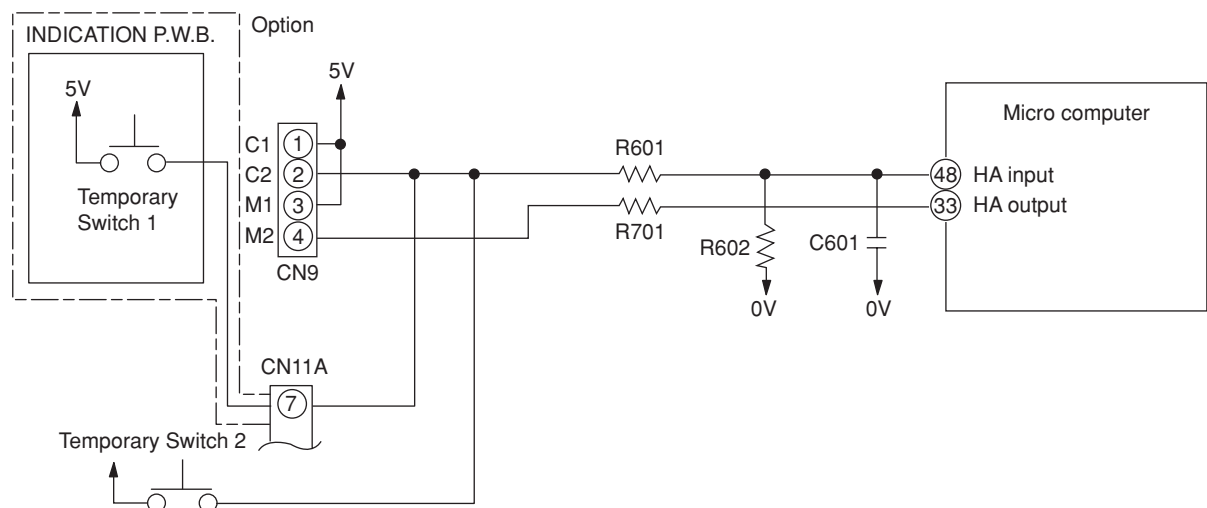 INDICATION P.W.B.
Option
5V
Temporary
Switch 1
5V
C1 1
C2 2
M1 3
M2 4
CN9
R601
R701
R602
0V
C601
0V
Micro computer
48 HA input
33 HA output
CN11A
7
Temporary Switch 2